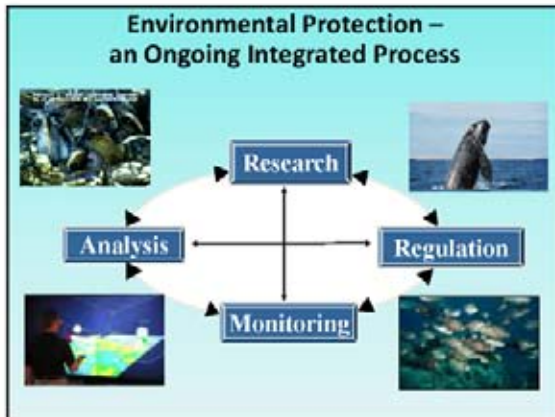 Environmental Protection –
an Ongoing Integrated Process
Research
Analysis
Regulation
Monitoring